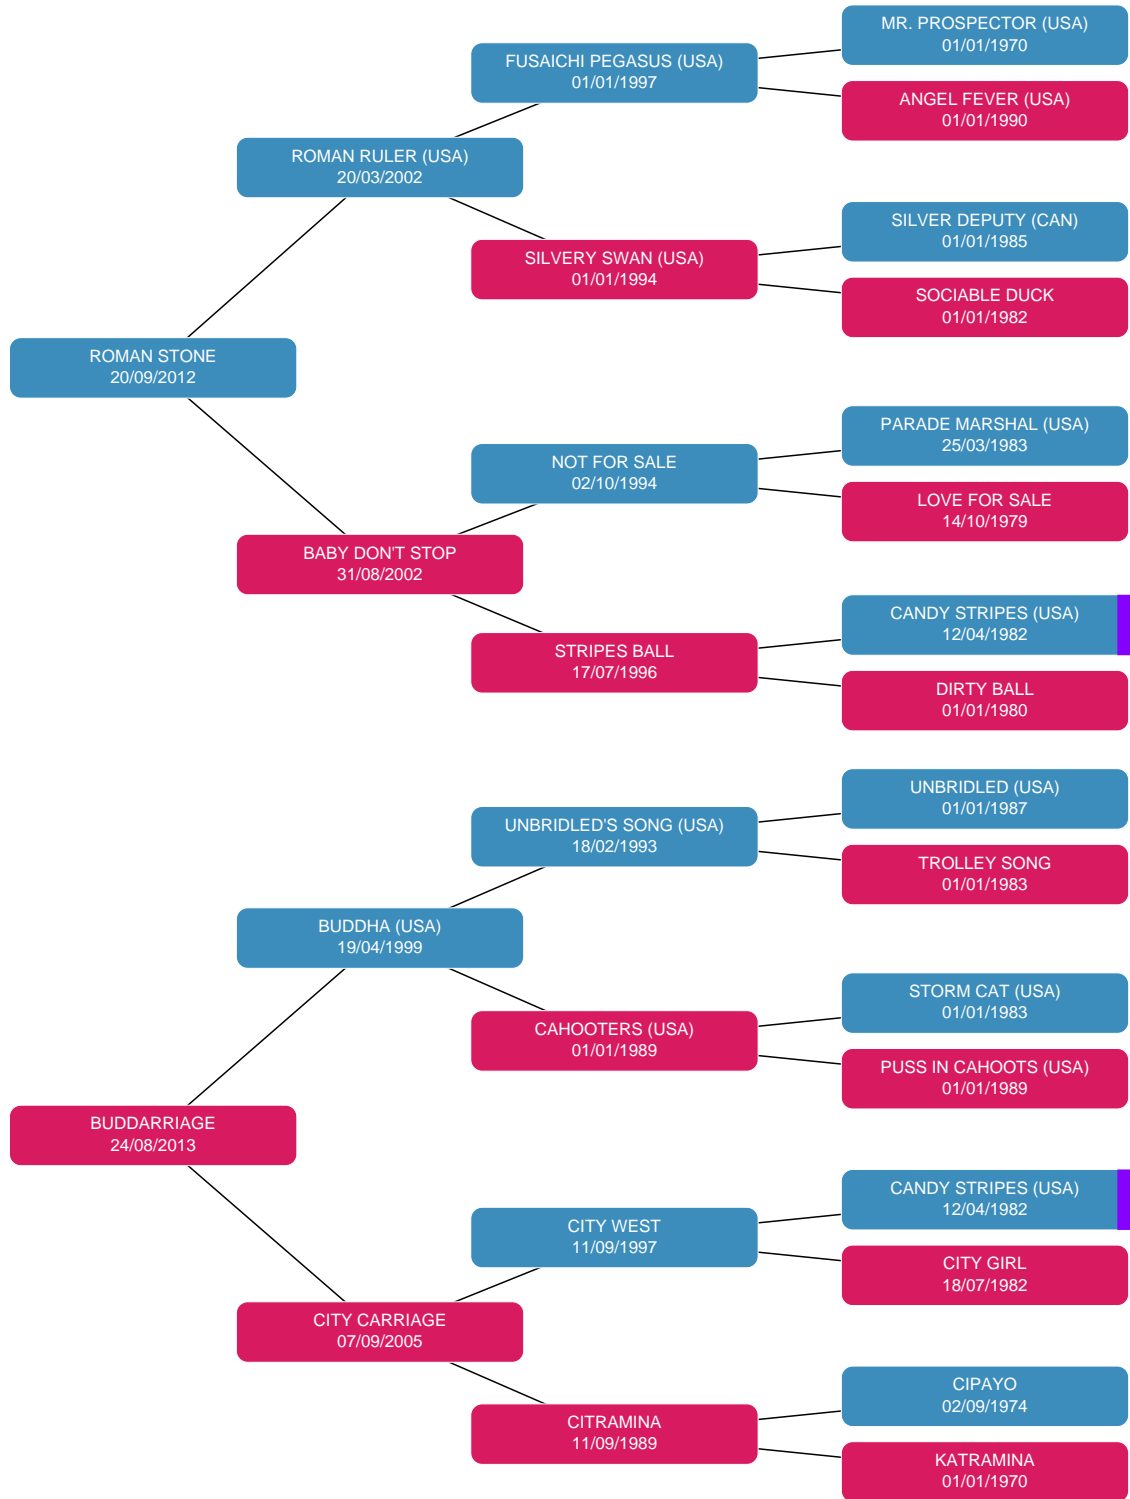 MR. PROSPECTOR (USA)
01/01/1970
FUSAICHI PEGASUS (USA)
01/01/1997
ANGEL FEVER (USA)
01/01/1990
ROMAN RULER (USA)
20/03/2002
SILVER DEPUTY (CAN)
01/01/1985
SILVERY SWAN (USA)
01/01/1994
SOCIABLE DUCK
01/01/1982
ROMAN STONE
20/09/2012
PARADE MARSHAL (USA)
25/03/1983
NOT FOR SALE
02/10/1994
LOVE FOR SALE
14/10/1979
BABY DON'T STOP
31/08/2002
CANDY STRIPES (USA)
12/04/1982
STRIPES BALL
17/07/1996
DIRTY BALL
01/01/1980
UNBRIDLED (USA)
01/01/1987
UNBRIDLED'S SONG (USA)
18/02/1993
TROLLEY SONG
01/01/1983
BUDDHA (USA)
19/04/1999
STORM CAT (USA)
01/01/1983
CAHOOTERS (USA)
01/01/1989
PUSS IN CAHOOTS (USA)
01/01/1989
BUDDARRIAGE
24/08/2013
CANDY STRIPES (USA)
12/04/1982
CITY WEST
11/09/1997
CITY GIRL
18/07/1982
CITY CARRIAGE
07/09/2005
CIPAYO
02/09/1974
CITRAMINA
11/09/1989
KATRAMINA
01/01/1970